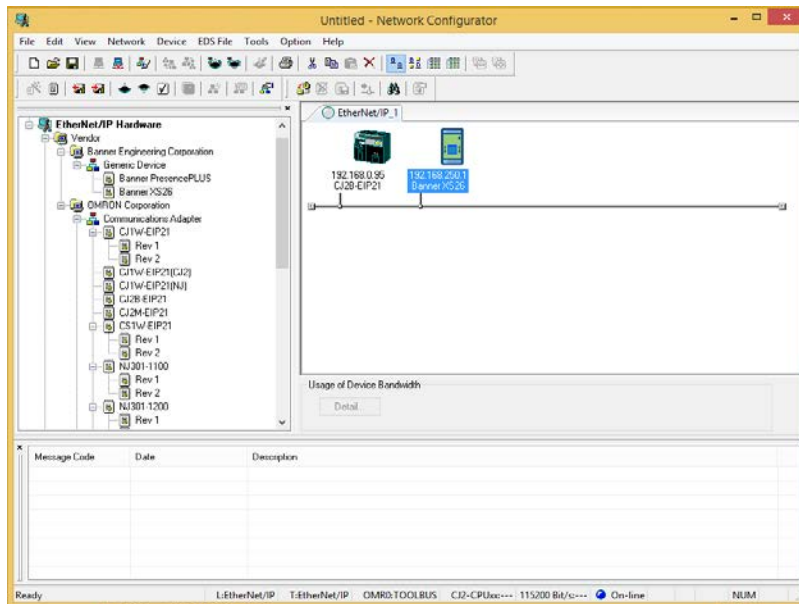 Untitled - Network Configurator
File Edit View Network Device EDS File Tools Option Help
EtherNet/IP Hardware
Vendor
Banner Engineering Corporation
Generic Device
Banner PresencePLUS
Banner XS26
OMRON Corporation
Communications Adapter
CJ1W-EIP21
Rev 1
Rev 2
CJ1W-EIP21(CJ2)
CJ1W-EIP21(NJ)
CJ2B-EIP21
CJ2M-EIP21
CS1W-EIP21
Rev 1
Rev 2
NJ301-1100
Rev 1
Rev 2
NJ301-1200
Rev 1
EtherNet/IP_1
192.168.0.95
CJ2B-EIP21
192.168.250.1
Banner XS26
Usage of Device Bandwidth
Detail...
Message Code Date Description
Ready L:EtherNet/IP T:EtherNet/IP OMR0:TOOLBUS CJ2-CPUxx:--- 115200 Bit/s:--- On-line NUM